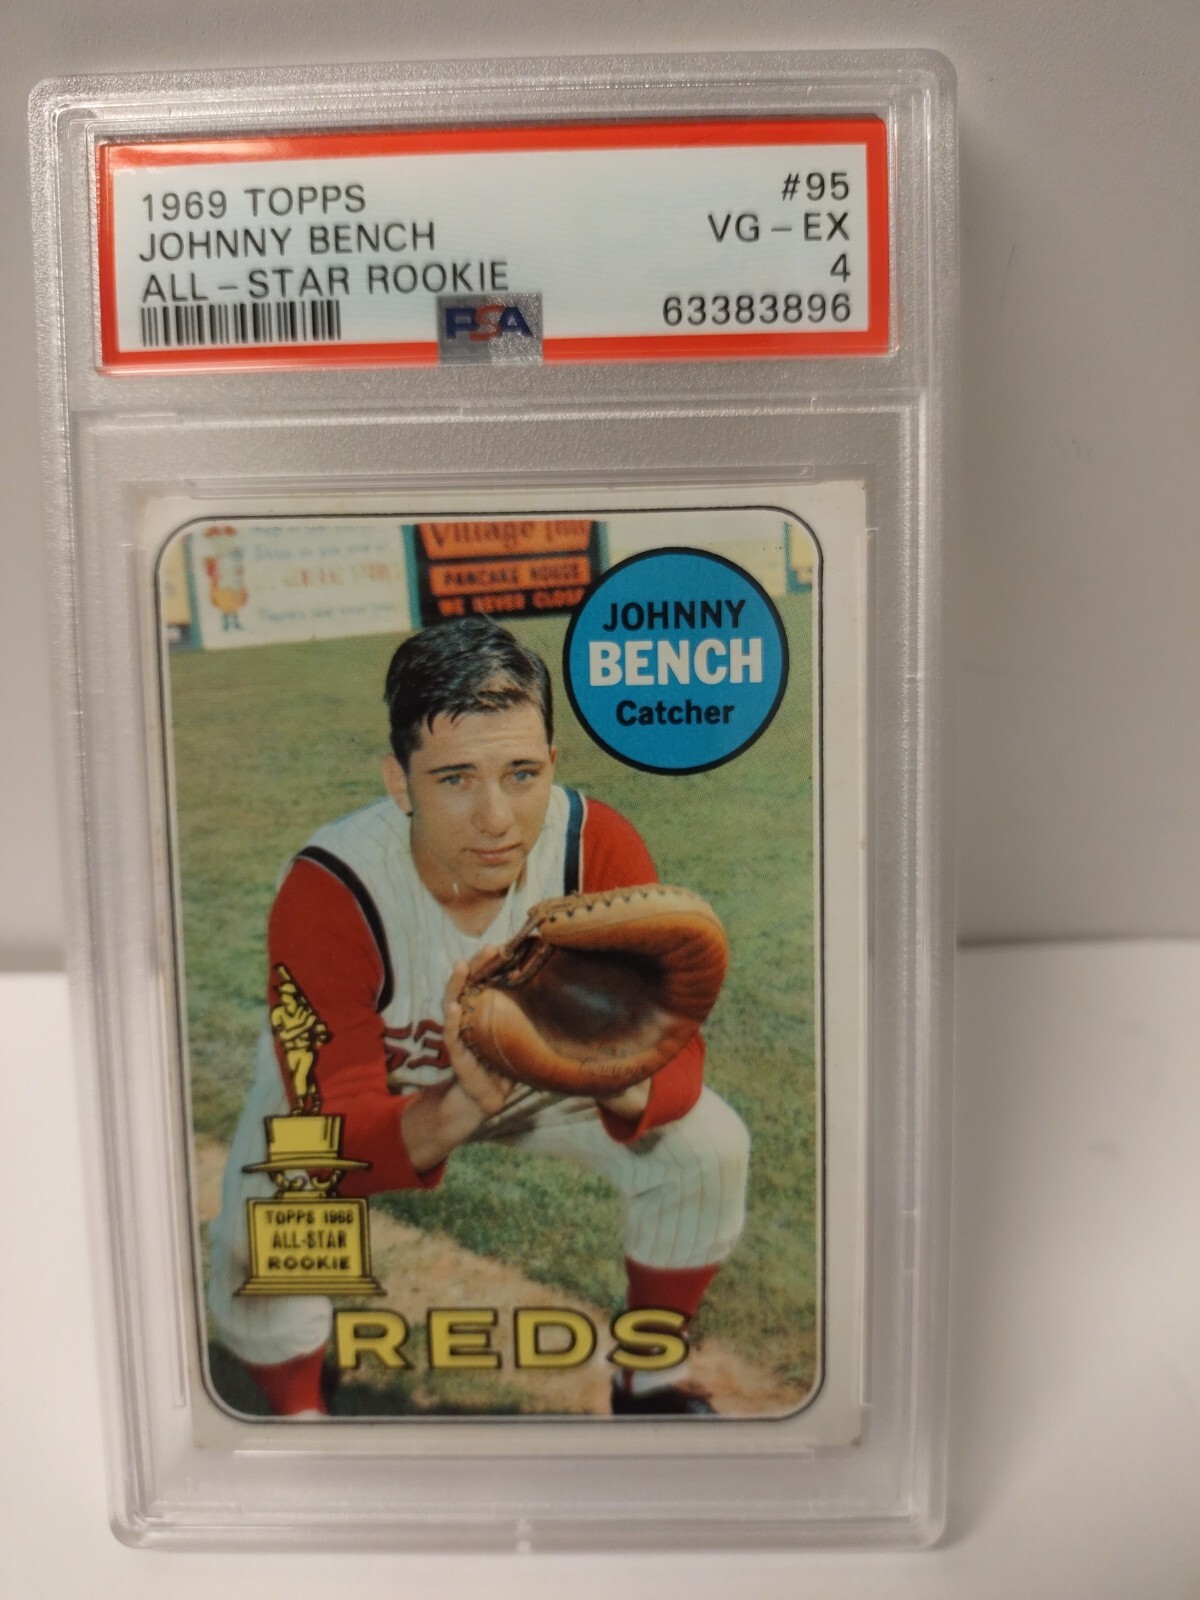 1969 TOPPS
JOHNNY BENCH
ALL-STAR ROOKIE
#95
VG-EX
4
63383896
PSA
Village Inn
PANCAKE HOUSE
WE NEVER CLOSE
JOHNNY
BENCH
Catcher
TOPPS 1968
ALL-STAR
ROOKIE
REDS